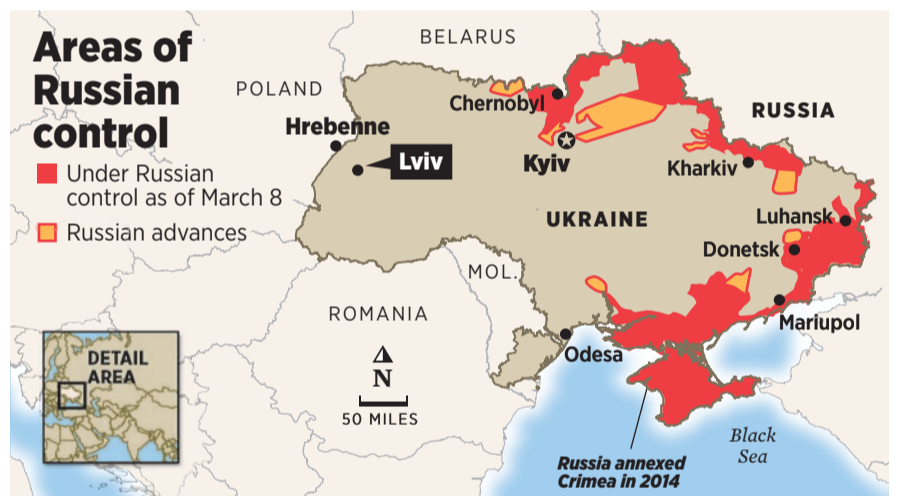 Areas of
Russian
control
Under Russian
control as of March 8
Russian advances
BELARUS
POLAND
Chernobyl
RUSSIA
Hrebenne
Lviv
Kyiv
Kharkiv
UKRAINE
Luhansk
Donetsk
MOL.
ROMANIA
Mariupol
Odesa
DETAIL
AREA
N
50 MILES
Black
Sea
Russia annexed
Crimea in 2014